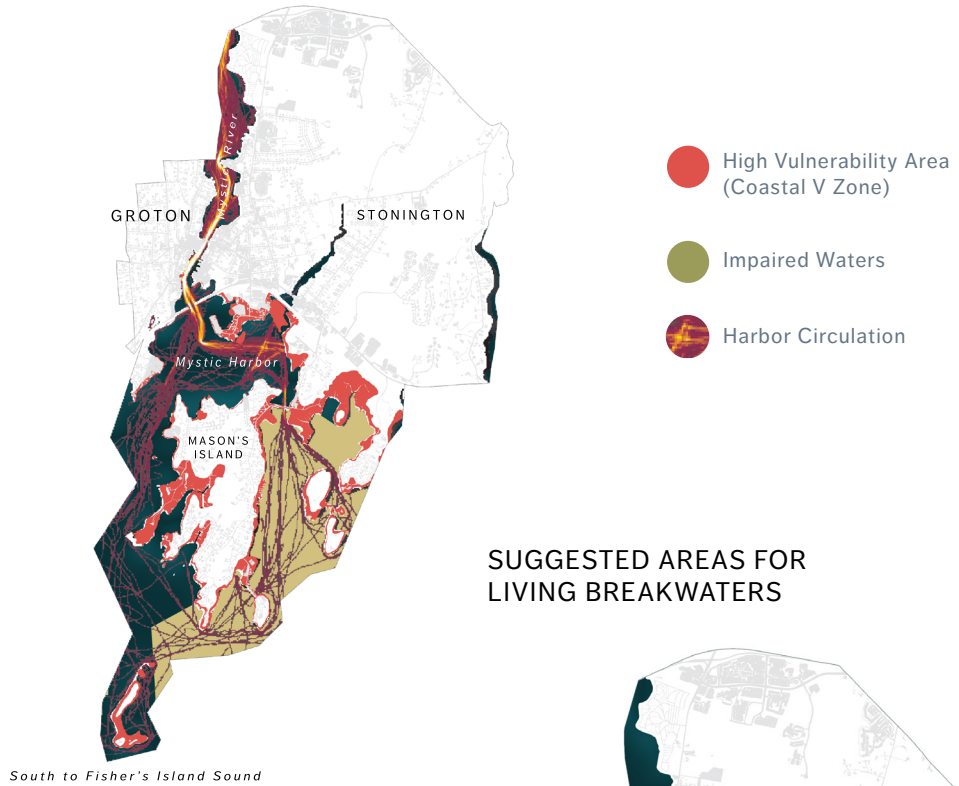 Mystic River
GROTON
STONINGTON
Mystic Harbor
MASON'S
ISLAND
South to Fisher's Island Sound
High Vulnerability Area
(Coastal V Zone)
Impaired Waters
Harbor Circulation
SUGGESTED AREAS FOR
LIVING BREAKWATERS